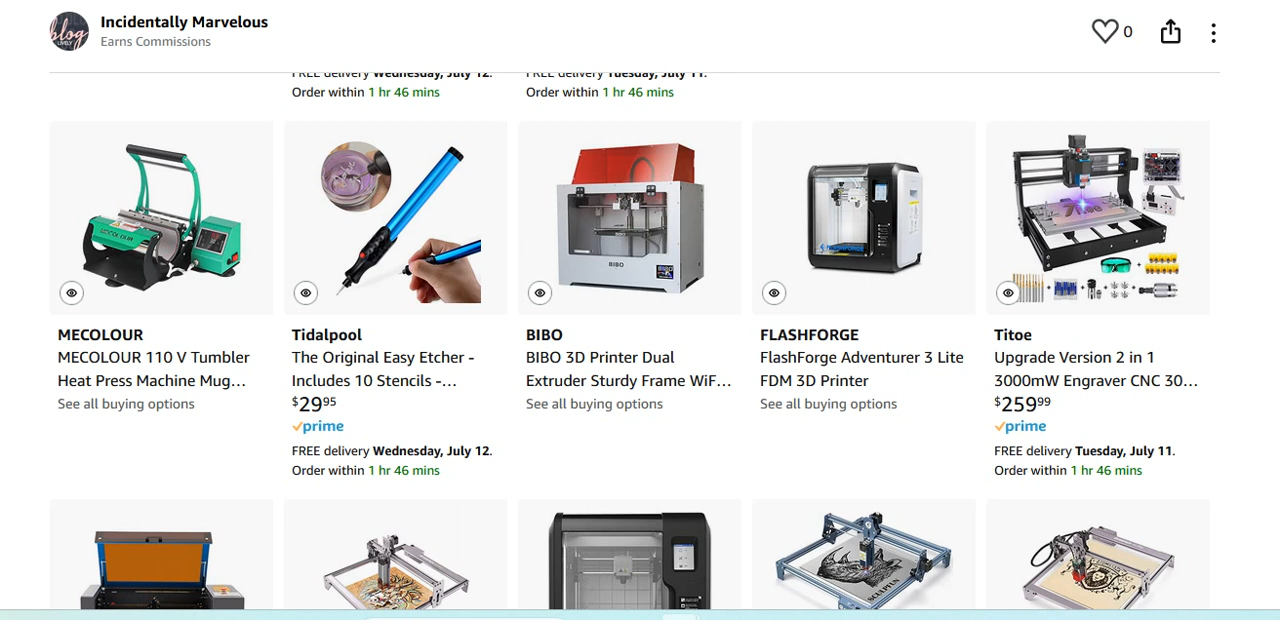 Incidentally Marvelous
Earns Commissions
0
FREE delivery Wednesday, July 12.
FREE delivery Tuesday, July 11.
Order within 1 hr 46 mins
Order within 1 hr 46 mins
MECOLOUR
MECOLOUR 110 V Tumbler
Heat Press Machine Mug...
See all buying options
Tidalpool
The Original Easy Etcher -
Includes 10 Stencils -...
$2995
prime
FREE delivery Wednesday, July 12.
Order within 1 hr 46 mins
BIBO
BIBO
BIBO 3D Printer Dual
Extruder Sturdy Frame WiF...
See all buying options
FLASHFORGE
FlashForge Adventurer 3 Lite
FDM 3D Printer
See all buying options
Titoe
Upgrade Version 2 in 1
3000mW Engraver CNC 30...
$25999
prime
FREE delivery Tuesday, July 11.
Order within 1 hr 46 mins
SCULPFUN